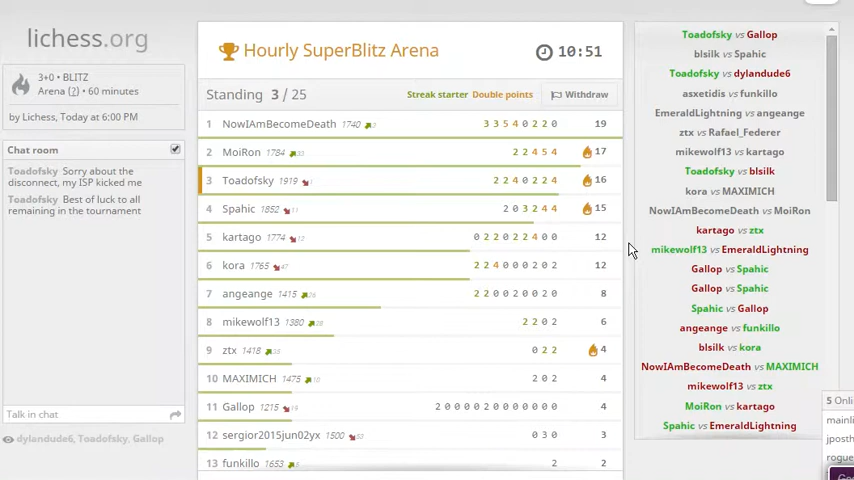 lichess.org
3+0 • BLITZ
Arena (?) • 60 minutes
by Lichess, Today at 6:00 PM
Chat room
Toadofsky Sorry about the
disconnect, my ISP kicked me
Toadofsky Best of luck to all
remaining in the tournament
Talk in chat
dylandude6, Toadofsky, Gallop
Hourly SuperBlitz Arena
10:51
Standing 3 / 25
Streak starter Double points
Withdraw
1 NowIAmBecomeDeath 1740 3 3 5 4 0 2 2 0 19
2 MoiRon 1784 2 2 4 5 4 17
3 Toadofsky 1919 2 2 4 0 2 2 4 16
4 Spahic 1852 2 0 3 2 4 4 15
5 kartago 1774 0 2 2 0 2 2 4 0 0 12
6 kora 1765 2 2 4 0 0 0 2 0 2 12
7 angeange 1415 2 2 0 0 2 0 0 2 0 8
8 mikewolf13 1380 2 2 0 2 6
9 ztx 1418 0 2 2 4
10 MAXIMICH 1475 2 0 2 4
11 Gallop 1215 2 0 0 0 0 2 0 0 0 0 0 0 0 4
12 sergior2015jun02yx 1500 0 3 0 3
13 funkillo 1653 2 2
Toadofsky vs Gallop
blsilk vs Spahic
Toadofsky vs dylandude6
asxetidis vs funkillo
EmeraldLightning vs angeange
ztx vs Rafael_Federer
mikewolf13 vs kartago
Toadofsky vs blsilk
kora vs MAXIMICH
NowIAmBecomeDeath vs MoiRon
kartago vs ztx
mikewolf13 vs EmeraldLightning
Gallop vs Spahic
Gallop vs Spahic
Spahic vs Gallop
angeange vs funkillo
blsilk vs kora
NowIAmBecomeDeath vs MAXIMICH
mikewolf13 vs ztx
MoiRon vs kartago
Spahic vs EmeraldLightning
5 Onli
mainli
jposth
rogue